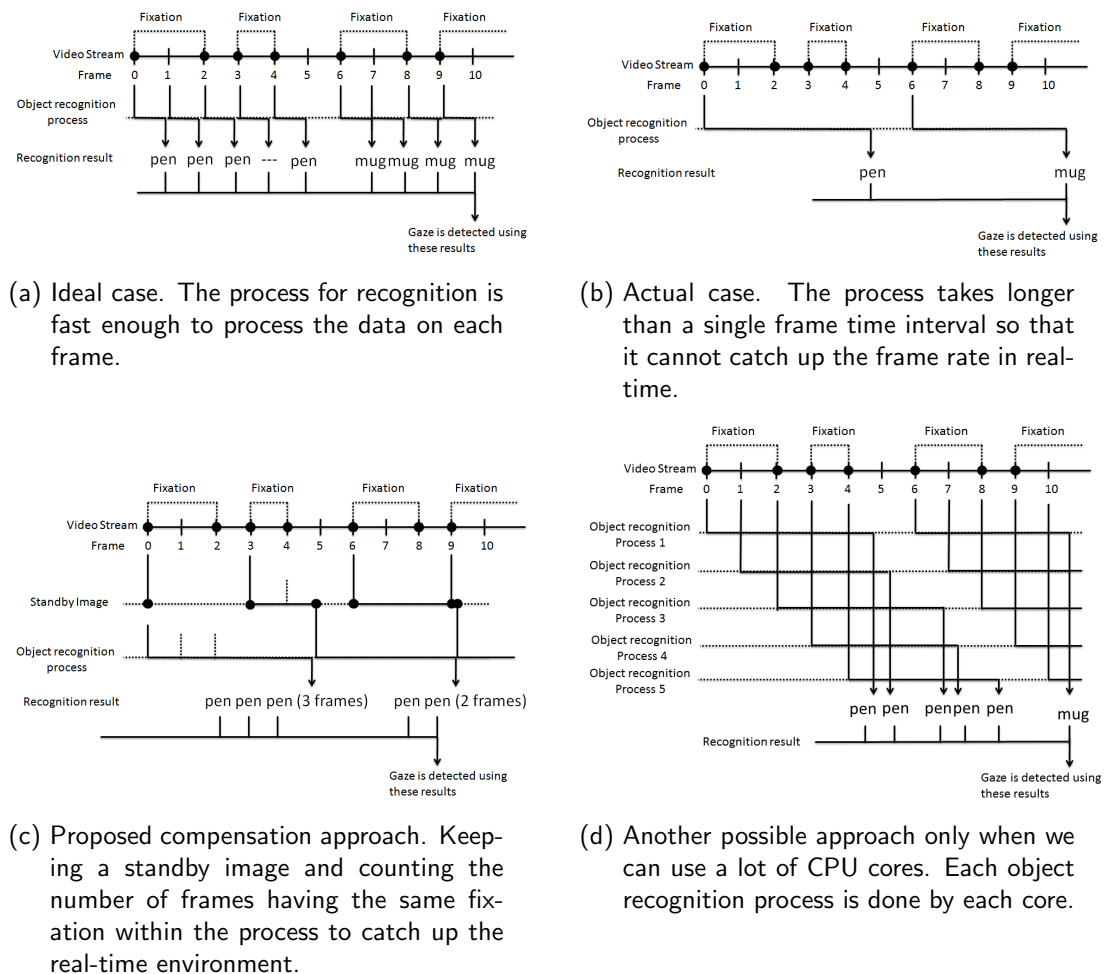 Fixation Fixation Fixation Fixation
Video Stream
Frame 0 1 2 3 4 5 6 7 8 9 10
Object recognition
process
Recognition result pen pen pen --- pen mug mug mug mug
Gaze is detected using
these results
(a) Ideal case. The process for recognition is
fast enough to process the data on each
frame.
Fixation Fixation Fixation Fixation
Video Stream
Frame 0 1 2 3 4 5 6 7 8 9 10
Object recognition
process
Recognition result pen mug
Gaze is detected using
these results
(b) Actual case. The process takes longer
than a single frame time interval so that
it cannot catch up the frame rate in real-
time.
Fixation Fixation Fixation Fixation
Video Stream
Frame 0 1 2 3 4 5 6 7 8 9 10
Standby Image
Object recognition
process
Recognition result pen pen pen (3 frames) pen pen (2 frames)
Gaze is detected using
these results
(c) Proposed compensation approach. Keep-
ing a standby image and counting the
number of frames having the same fix-
ation within the process to catch up the
real-time environment.
Fixation Fixation Fixation Fixation
Video Stream
Frame 0 1 2 3 4 5 6 7 8 9 10
Object recognition
Process 1
Object recognition
Process 2
Object recognition
Process 3
Object recognition
Process 4
Object recognition
Process 5
pen pen pen pen pen mug
Recognition result
Gaze is detected using
these results
(d) Another possible approach only when we
can use a lot of CPU cores. Each object
recognition process is done by each core.